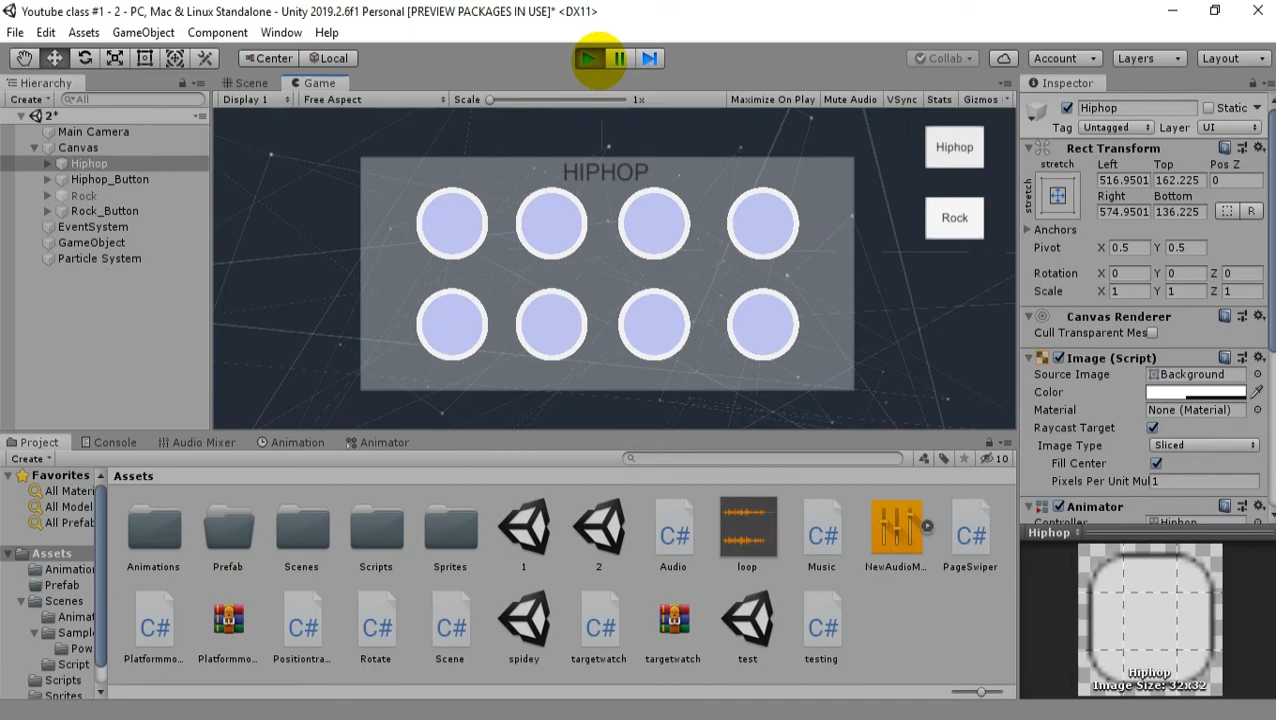 Youtube class #1 - 2 - PC, Mac & Linux Standalone - Unity 2019.2.6f1 Personal [PREVIEW PACKAGES IN USE]* <DX11>
File Edit Assets GameObject Component Window Help
Center Local Collab Account Layers Layout
Hierarchy Scene Game Inspector
Create All Display 1 Free Aspect Scale 1x Maximize On Play Mute Audio VSync Stats Gizmos
Hiphop Static
2*
Main Camera
Canvas
Hiphop
Hiphop_Button
Rock
Rock_Button
EventSystem
GameObject
Particle System
HIPHOP
Hiphop
Rock
Tag Untagged Layer UI
Rect Transform
stretch Left Top Pos Z
stretch
516.9501 162.225 0
Right Bottom
574.9501 136.225 R
Anchors
Pivot X 0.5 Y 0.5
Rotation X 0 Y 0 Z 0
Scale X 1 Y 1 Z 1
Canvas Renderer
Cull Transparent Mes
Image (Script)
Source Image Background
Color
Material None (Material)
Raycast Target
Image Type Sliced
Fill Center
Pixels Per Unit Mul 1
Animator
Controller Hiphop
Hiphop
Hiphop
Image Size: 32x32
Project Console Audio Mixer Animation Animator
Create 10
Favorites
All Materi
All Model
All Prefab
Assets
Animation
Prefab
Scenes
Animat
Sampl
Pow
Script
Scripts
Sprites
Assets
Animations Prefab Scenes Scripts Sprites 1 2 Audio loop Music NewAudioM... PageSwiper
C# C# C#
Platformmo... Platformmo... Positiontra... Rotate Scene spidey targetwatch targetwatch test testing
C# C# C# C# C# C#